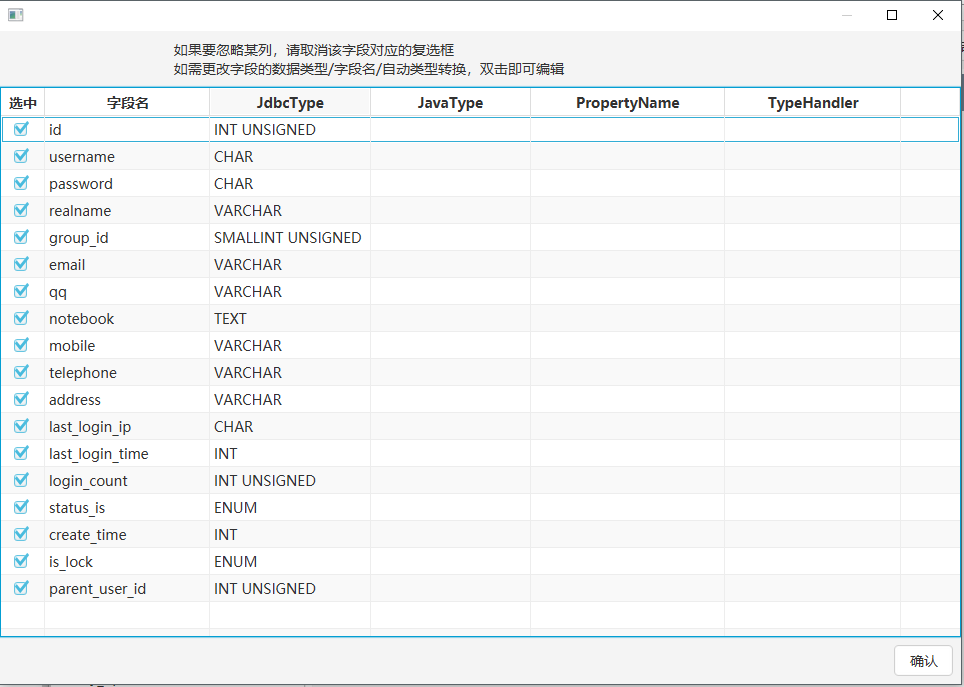 如果要忽略某列，请取消该字段对应的复选框
如需更改字段的数据类型/字段名/自动类型转换，双击即可编辑
选中 字段名 JdbcType JavaType PropertyName TypeHandler
id INT UNSIGNED
username CHAR
password CHAR
realname VARCHAR
group_id SMALLINT UNSIGNED
email VARCHAR
qq VARCHAR
notebook TEXT
mobile VARCHAR
telephone VARCHAR
address VARCHAR
last_login_ip CHAR
last_login_time INT
login_count INT UNSIGNED
status_is ENUM
create_time INT
is_lock ENUM
parent_user_id INT UNSIGNED
确认